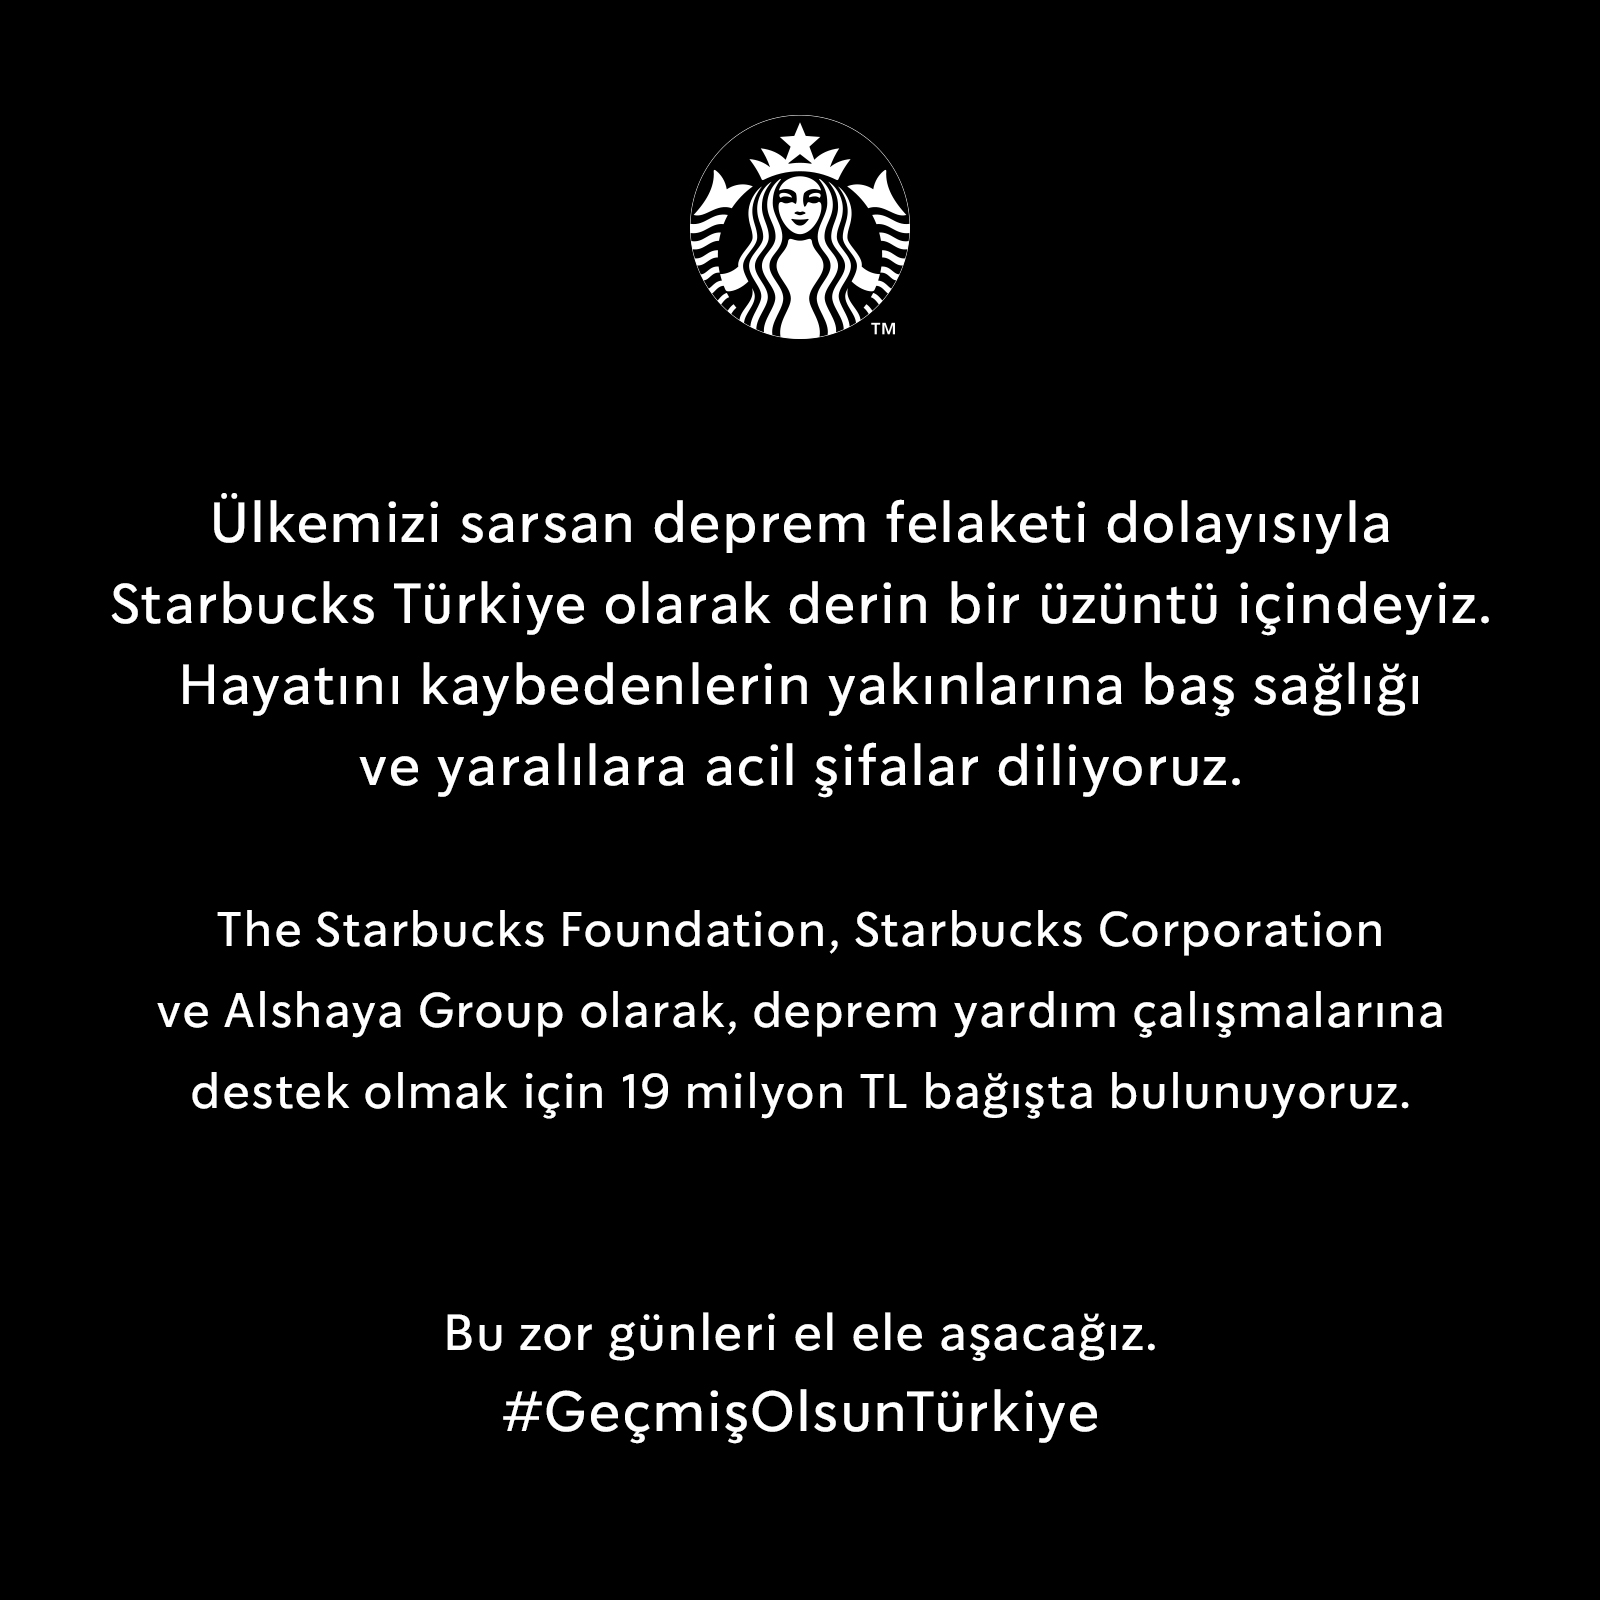 TM
Ülkemizi sarsan deprem felaketi dolayısıyla
Starbucks Türkiye olarak derin bir üzüntü içindeyiz.
Hayatını kaybedenlerin yakınlarına baş sağlığı
ve yaralılara acil şifalar diliyoruz.
The Starbucks Foundation, Starbucks Corporation
ve Alshaya Group olarak, deprem yardım çalışmalarına
destek olmak için 19 milyon TL bağışta bulunuyoruz.
Bu zor günleri el ele aşacağız.
#GeçmişOlsunTürkiye